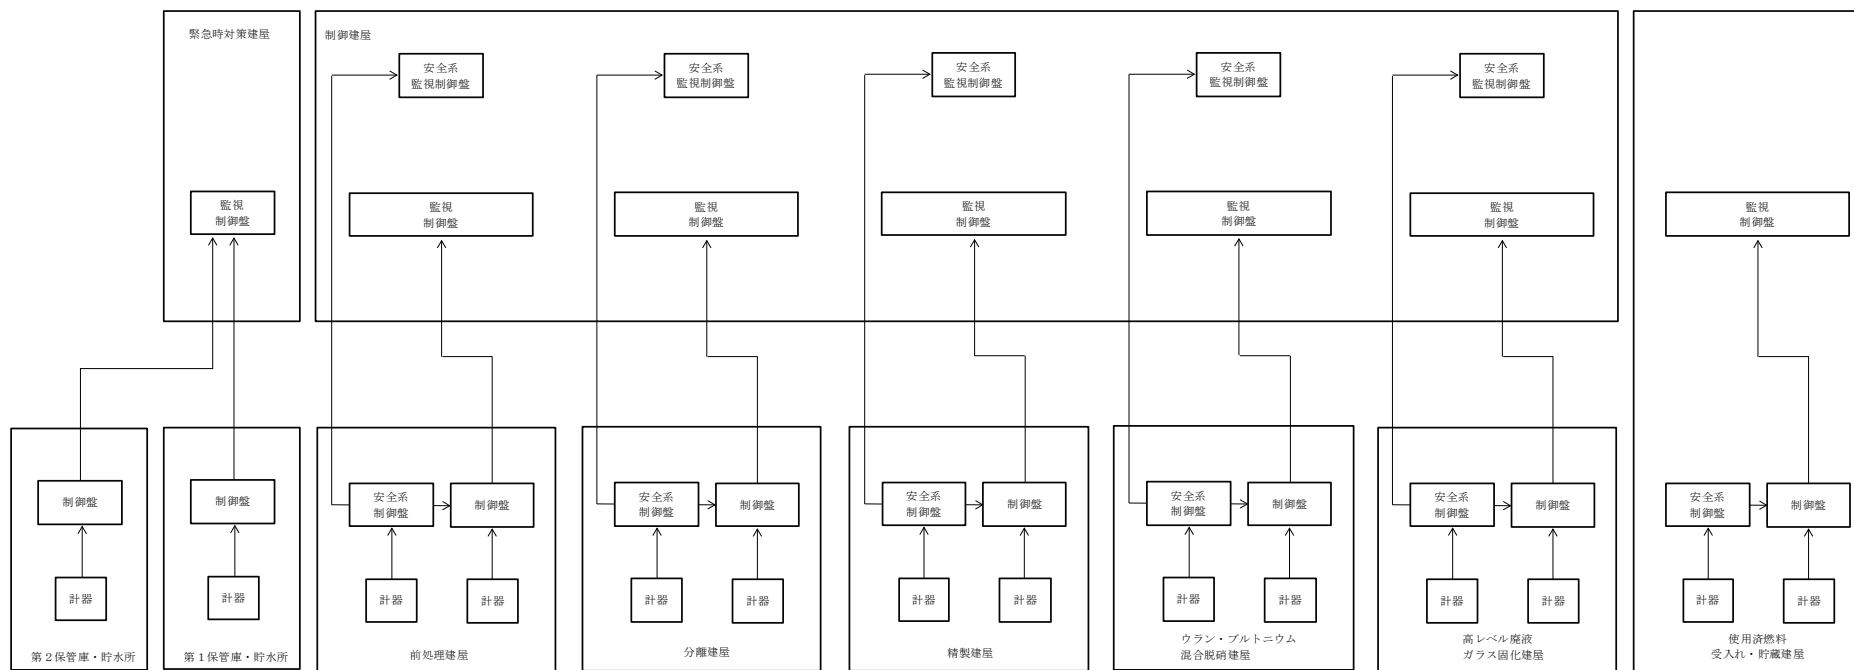 緊急時対策建屋
制御建屋
安全系
監視制御盤
安全系
監視制御盤
安全系
監視制御盤
安全系
監視制御盤
安全系
監視制御盤
監視
制御盤
監視
制御盤
監視
制御盤
監視
制御盤
監視
制御盤
監視
制御盤
監視
制御盤
制御盤
制御盤
安全系
制御盤
制御盤
安全系
制御盤
制御盤
安全系
制御盤
制御盤
安全系
制御盤
制御盤
安全系
制御盤
制御盤
安全系
制御盤
制御盤
計器
計器
計器
計器
計器
計器
計器
計器
計器
計器
計器
計器
計器
計器
第2保管庫・貯水所
第1保管庫・貯水所
前処理建屋
分離建屋
精製建屋
ウラン・プルトニウム
混合脱硝建屋
高レベル廃液
ガラス固化建屋
使用済燃料
受入れ・貯蔵建屋